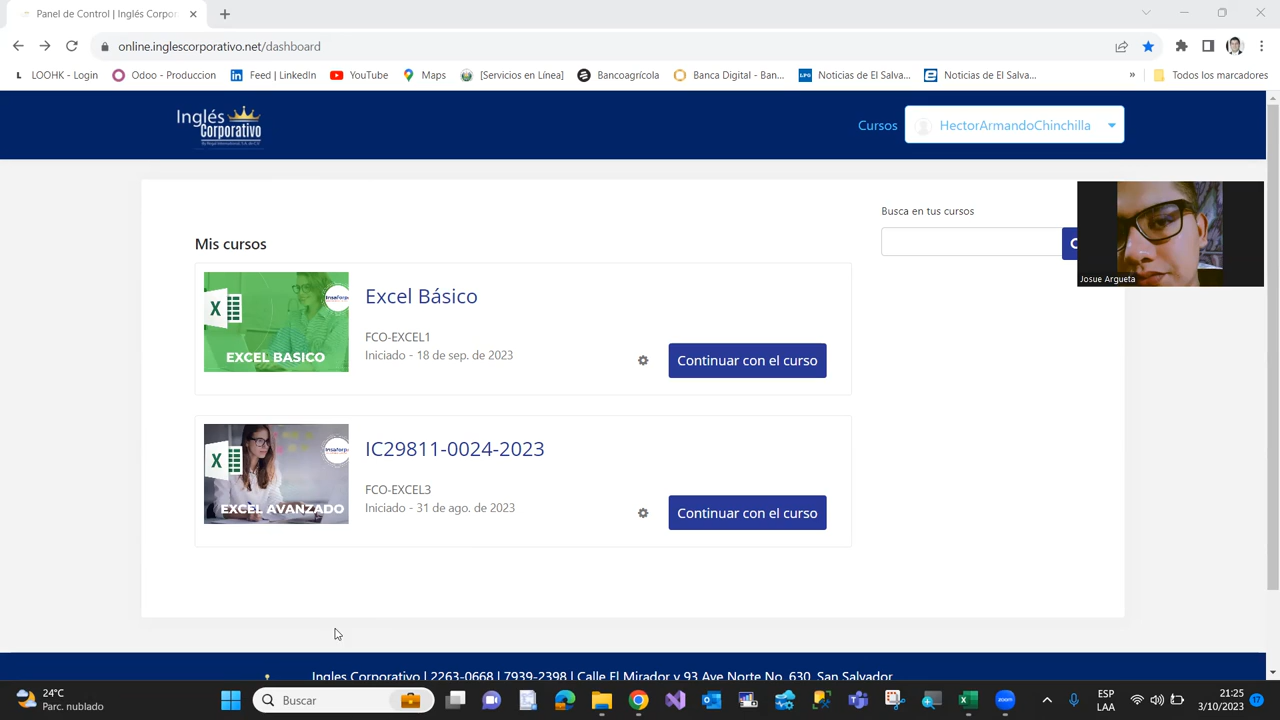 Panel de Control | Inglés Corpor
online.inglescorporativo.net/dashboard
LOOHK - Login
Odoo - Produccion
Feed | LinkedIn
YouTube
Maps
[Servicios en Línea]
Bancoagrícola
Banca Digital - Ban...
LPG
Noticias de El Salva...
Noticias de El Salva...
»
Todos los marcadores
Inglés
Corporativo
Cursos
HectorArmandoChinchilla
Busca en tus cursos
Josue Argueta
Mis cursos
EXCEL BASICO
Excel Básico
FCO-EXCEL1
Iniciado - 18 de sep. de 2023
Continuar con el curso
EXCEL AVANZADO
IC29811-0024-2023
FCO-EXCEL3
Iniciado - 31 de ago. de 2023
Continuar con el curso
Ingles Corporativo | 2263-0668 | 7939-2398 | Calle El Mirador y 93 Ave Norte No. 630, San Salvador
24°C
Parc. nublado
Buscar
ESP
LAA
21:25
3/10/2023